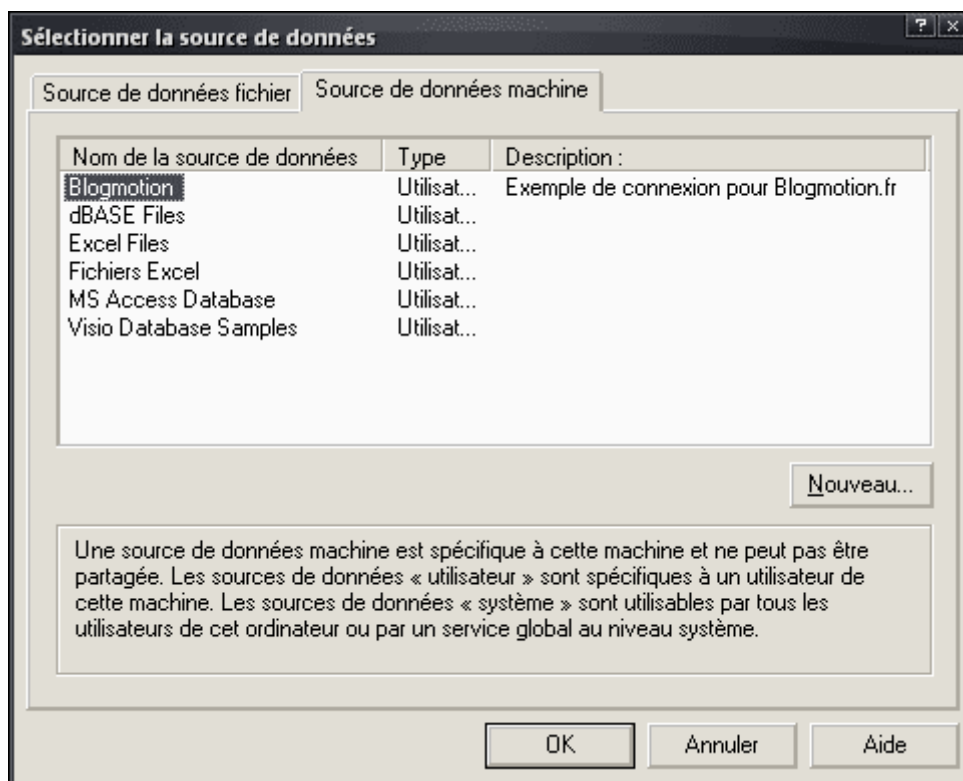 Sélectionner la source de données
Source de données fichier Source de données machine
Nom de la source de données Type Description :
Blogmotion Utilisat... Exemple de connexion pour Blogmotion.fr
dBASE Files Utilisat...
Excel Files Utilisat...
Fichiers Excel Utilisat...
MS Access Database Utilisat...
Visio Database Samples Utilisat...
Nouveau...
Une source de données machine est spécifique à cette machine et ne peut pas être
partagée. Les sources de données « utilisateur » sont spécifiques à un utilisateur de
cette machine. Les sources de données « système » sont utilisables par tous les
utilisateurs de cet ordinateur ou par un service global au niveau système.
OK Annuler Aide